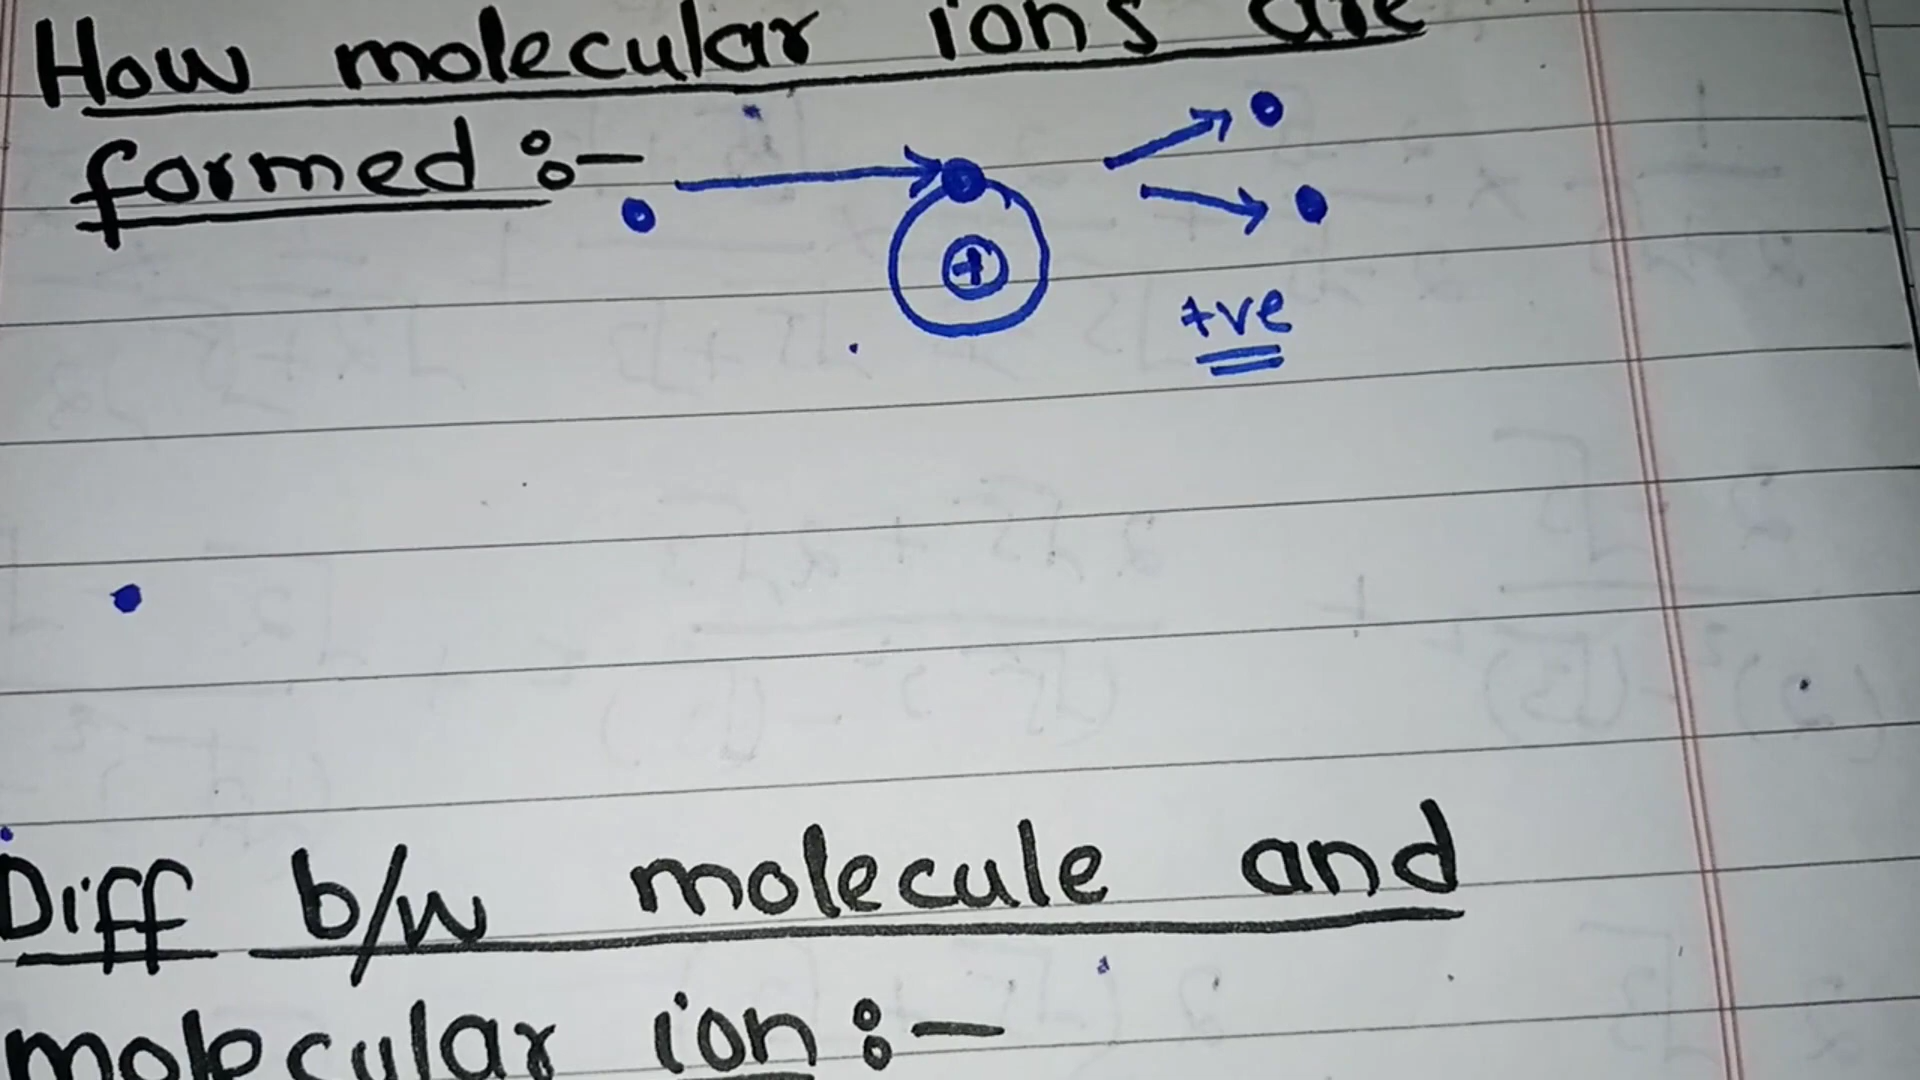 How molecular ions are
formed :-
+
+ve
Diff b/w molecule and
molecular ion :-